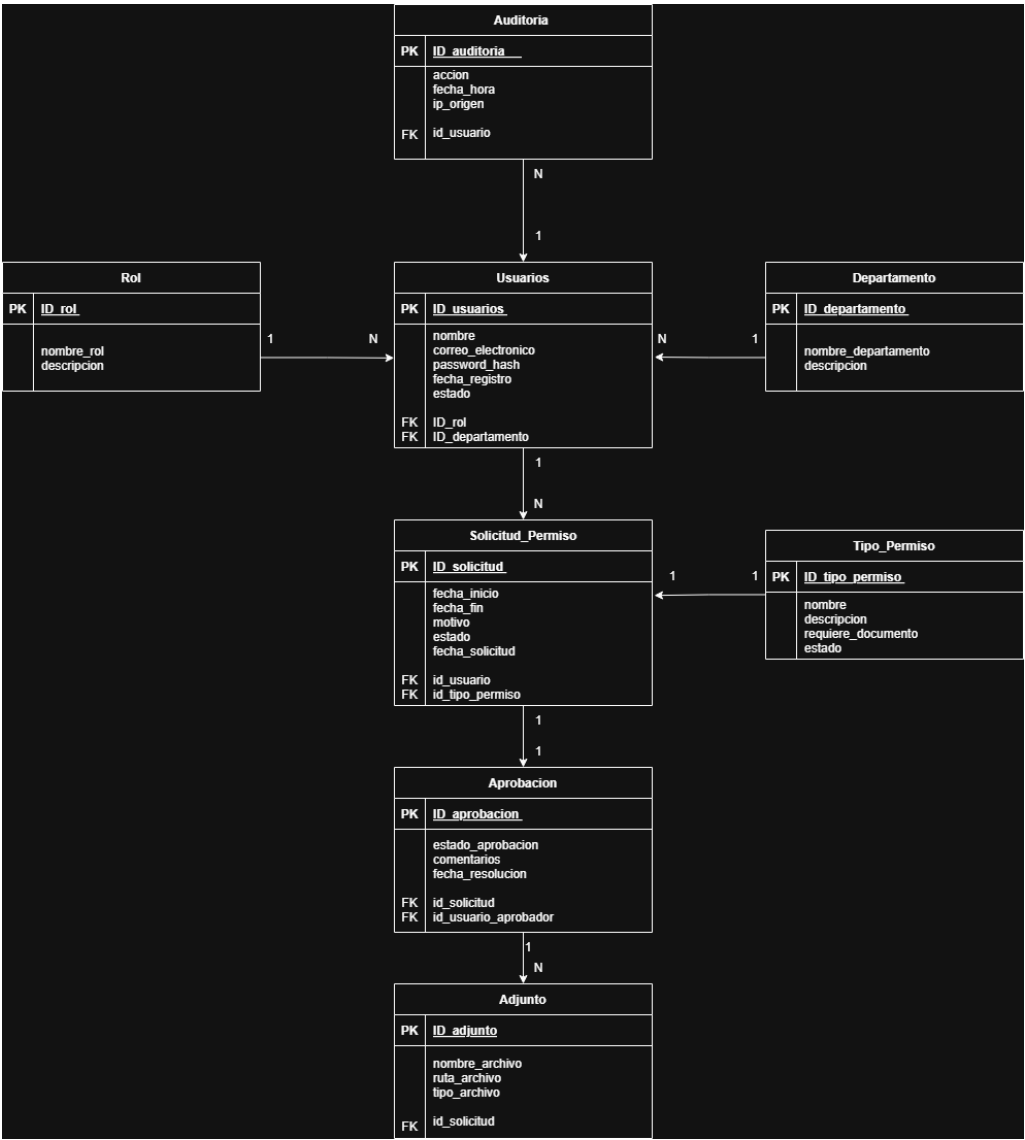 Auditoria
PK ID_auditoria
accion
fecha_hora
ip_origen
FK id_usuario
N
1
Rol
PK ID_rol
nombre_rol
descripcion
1 N
Usuarios
PK ID_usuarios
nombre
correo_electronico
password_hash
fecha_registro
estado
FK ID_rol
FK ID_departamento
N 1
Departamento
PK ID_departamento
nombre_departamento
descripcion
1
N
Solicitud_Permiso
PK ID_solicitud
fecha_inicio
fecha_fin
motivo
estado
fecha_solicitud
FK id_usuario
FK id_tipo_permiso
1 1
Tipo_Permiso
PK ID_tipo_permiso
nombre
descripcion
requiere_documento
estado
1
1
Aprobacion
PK ID_aprobacion
estado_aprobacion
comentarios
fecha_resolucion
FK id_solicitud
FK id_usuario_aprobador
1
N
Adjunto
PK ID_adjunto
nombre_archivo
ruta_archivo
tipo_archivo
FK id_solicitud